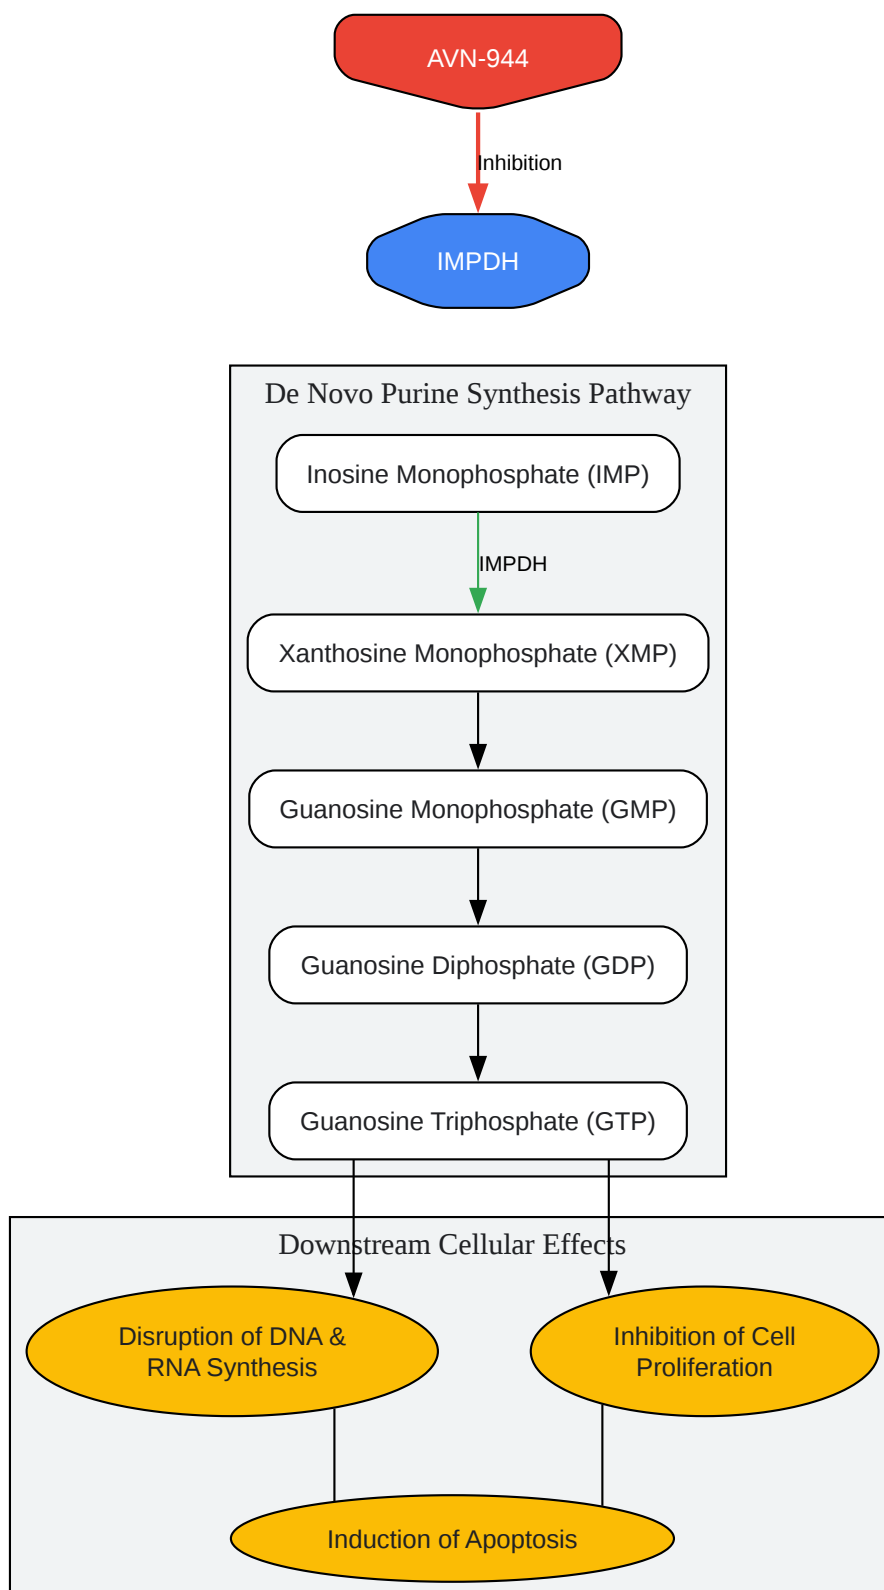 AVN-944
Inhibition
IMPDH
De Novo Purine Synthesis Pathway
Inosine Monophosphate (IMP)
IMPDH
Xanthosine Monophosphate (XMP)
Guanosine Monophosphate (GMP)
Guanosine Diphosphate (GDP)
Guanosine Triphosphate (GTP)
Downstream Cellular Effects
Disruption of DNA &
RNA Synthesis
Inhibition of Cell
Proliferation
Induction of Apoptosis